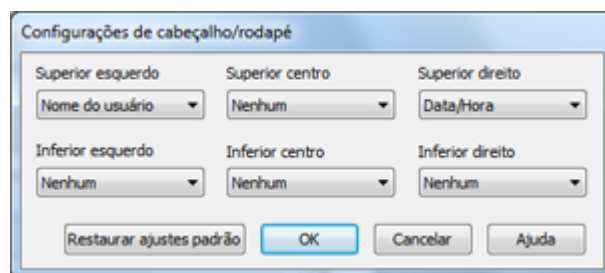 Configurações de cabeçalho/rodapé
Superior esquerdo Superior centro Superior direito
Nome do usuário Nenhum Data/Hora
Inferior esquerdo Inferior centro Inferior direito
Nenhum Nenhum Nenhum
Restaurar ajustes padrão OK Cancelar Ajuda